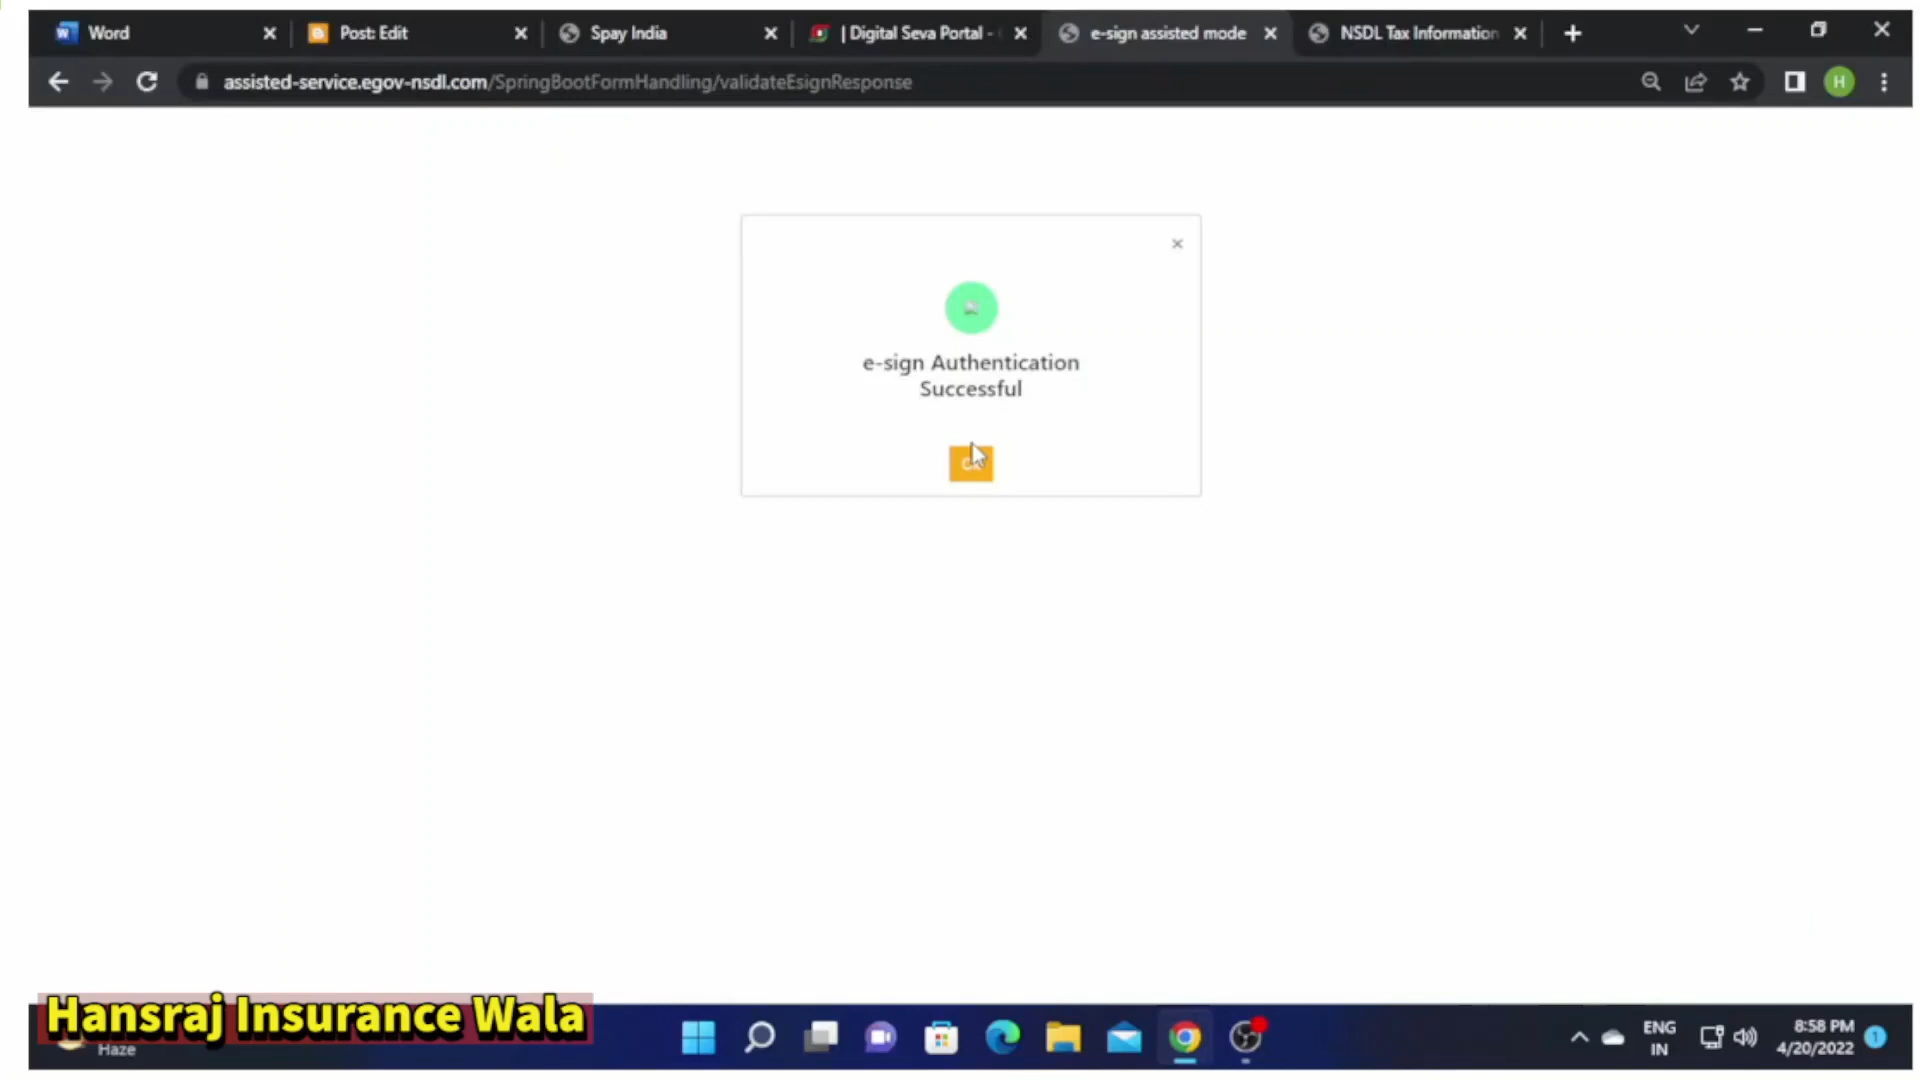 Word
Post: Edit
Spay India
| Digital Seva Portal -
e-sign assisted mode
NSDL Tax Information
assisted-service.egov-nsdl.com/SpringBootFormHandling/validateEsignResponse
H
e-sign Authentication
Successful
Hansraj Insurance Wala
Haze
ENG
IN
8:58 PM
4/20/2022
1